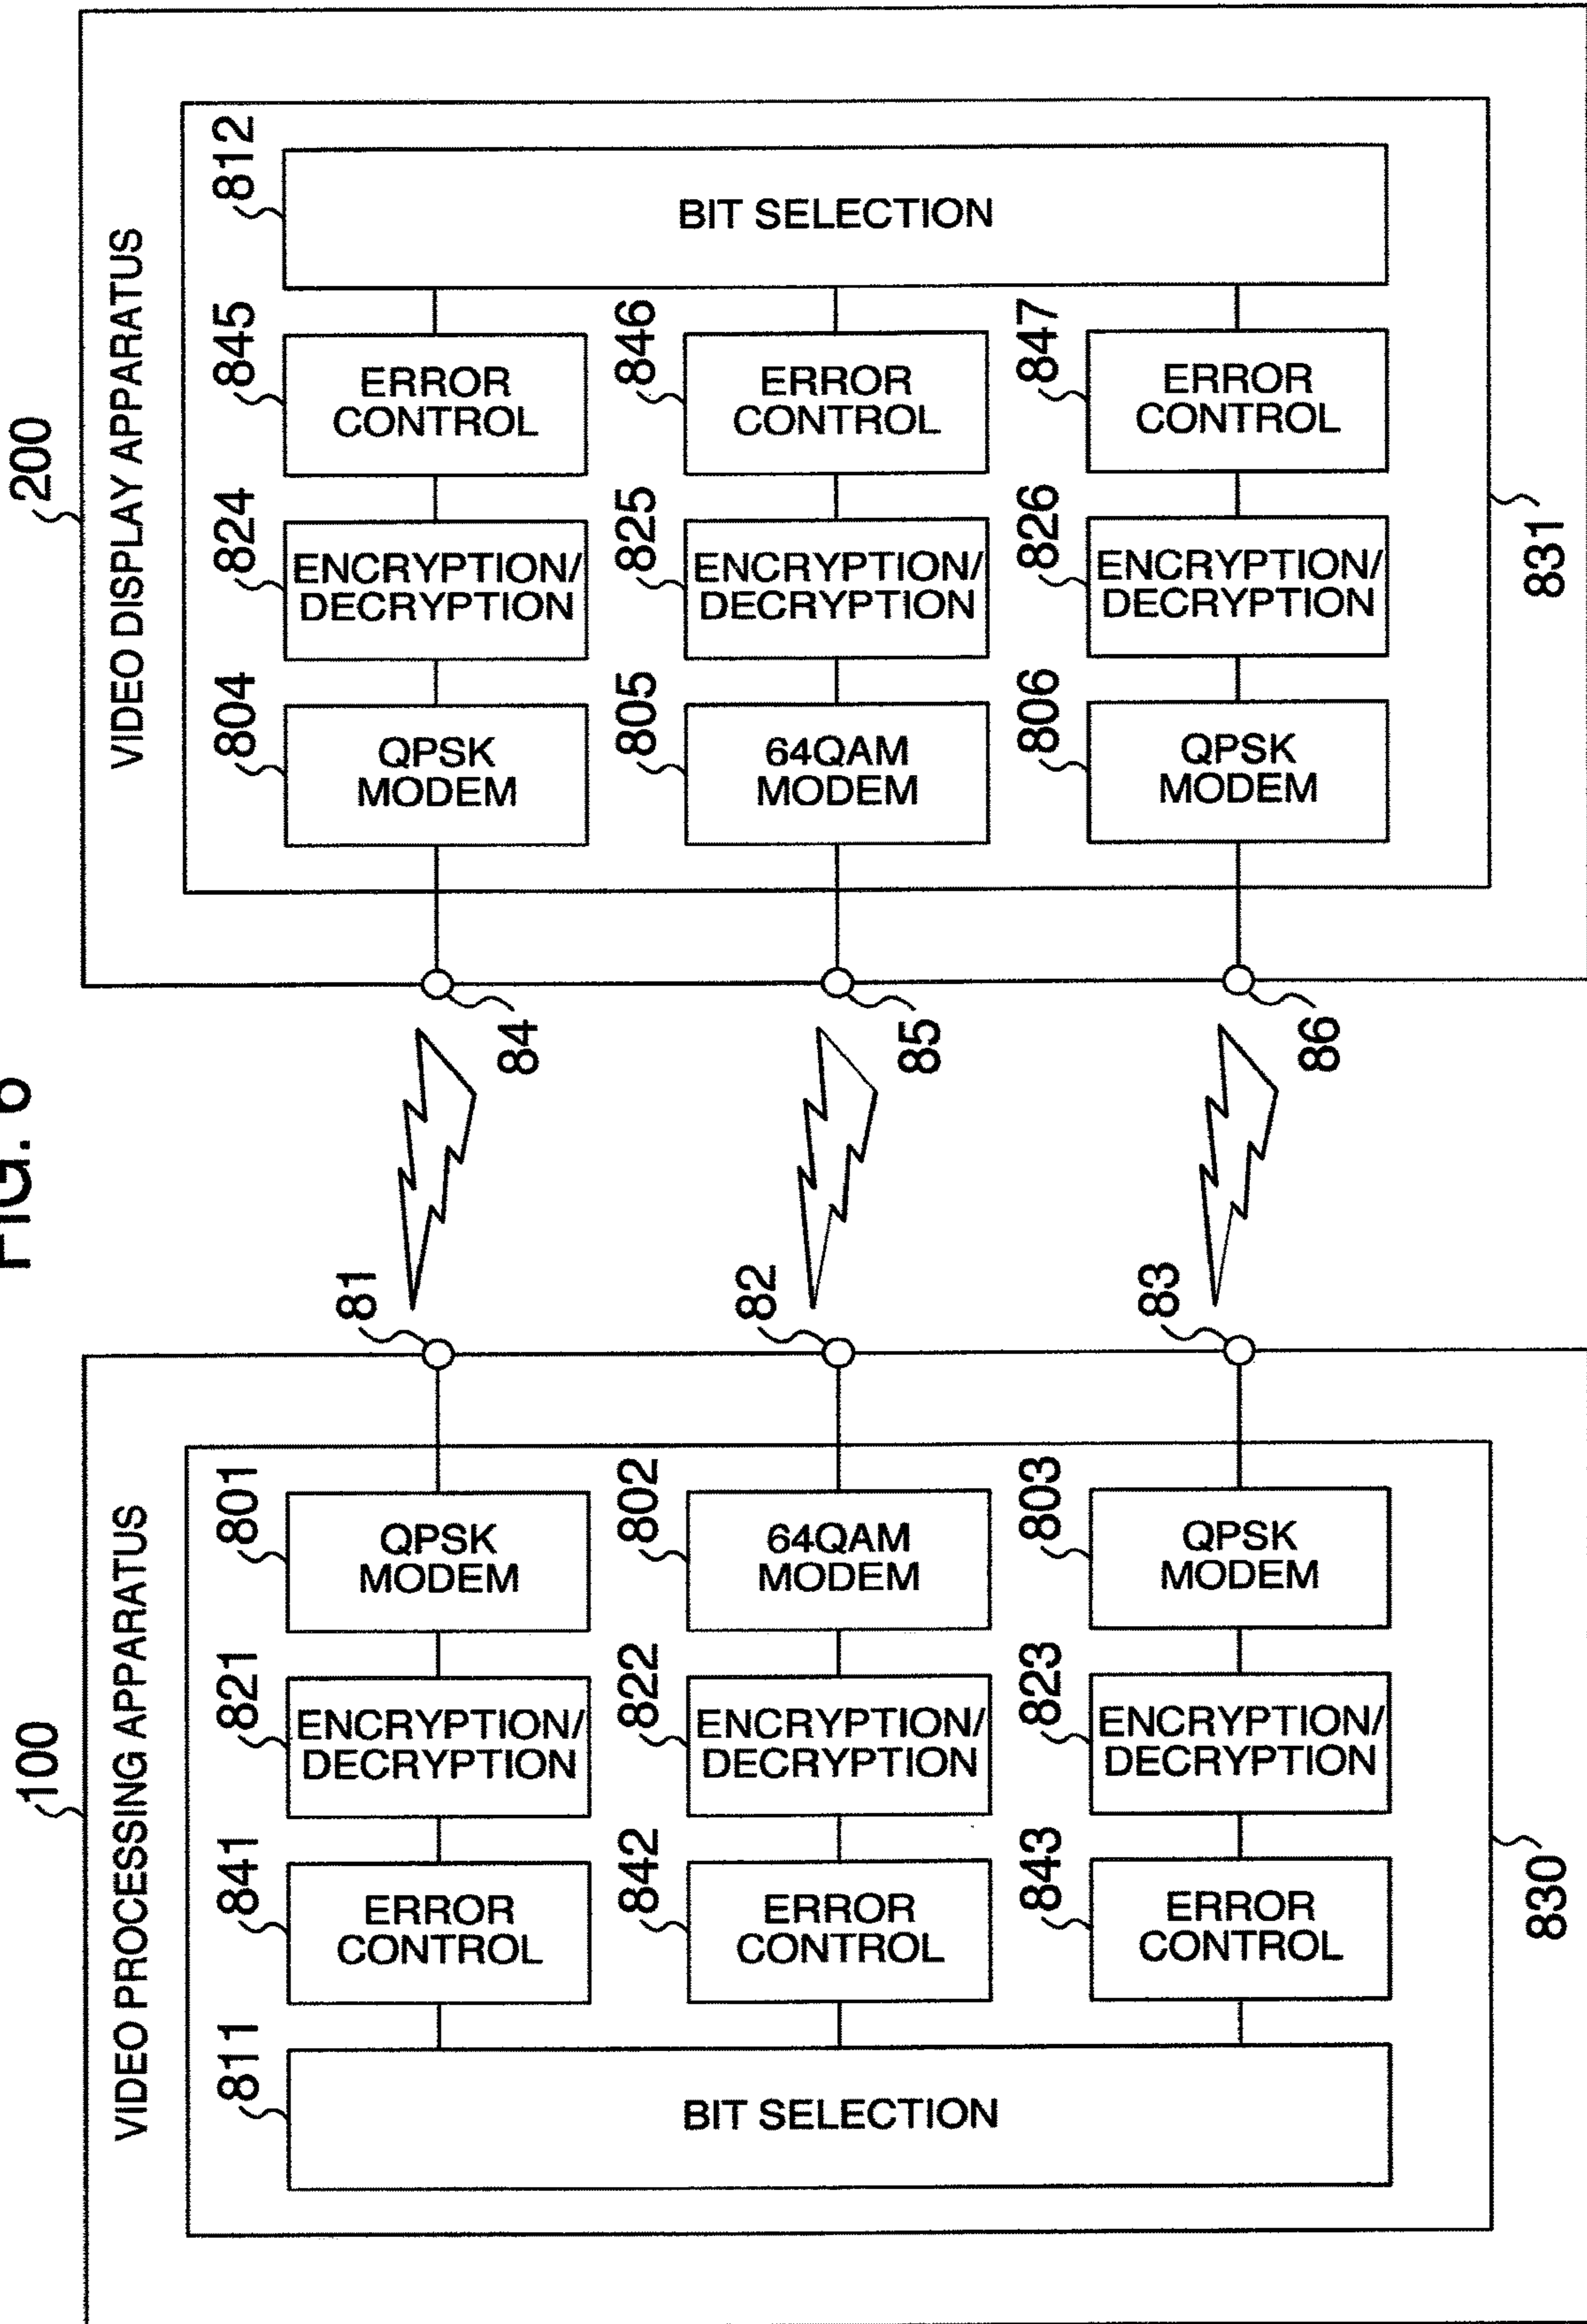 FIG. 6
100
VIDEO PROCESSING APPARATUS
811
BIT SELECTION
841
ERROR
CONTROL
821
ENCRYPTION/
DECRYPTION
801
QPSK
MODEM
81
842
ERROR
CONTROL
822
ENCRYPTION/
DECRYPTION
802
64QAM
MODEM
82
843
ERROR
CONTROL
823
ENCRYPTION/
DECRYPTION
803
QPSK
MODEM
83
830
200
VIDEO DISPLAY APPARATUS
84
804
QPSK
MODEM
824
ENCRYPTION/
DECRYPTION
845
ERROR
CONTROL
812
BIT SELECTION
85
805
64QAM
MODEM
825
ENCRYPTION/
DECRYPTION
846
ERROR
CONTROL
86
806
QPSK
MODEM
826
ENCRYPTION/
DECRYPTION
847
ERROR
CONTROL
831